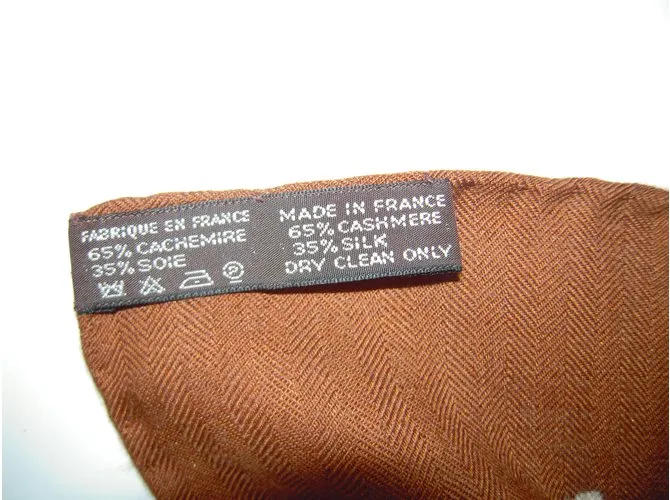 FABRIQUE EN FRANCE
65% CACHEMIRE
35% SOIE
MADE IN FRANCE
65% CASHMERE
35% SILK
DRY CLEAN ONLY
P